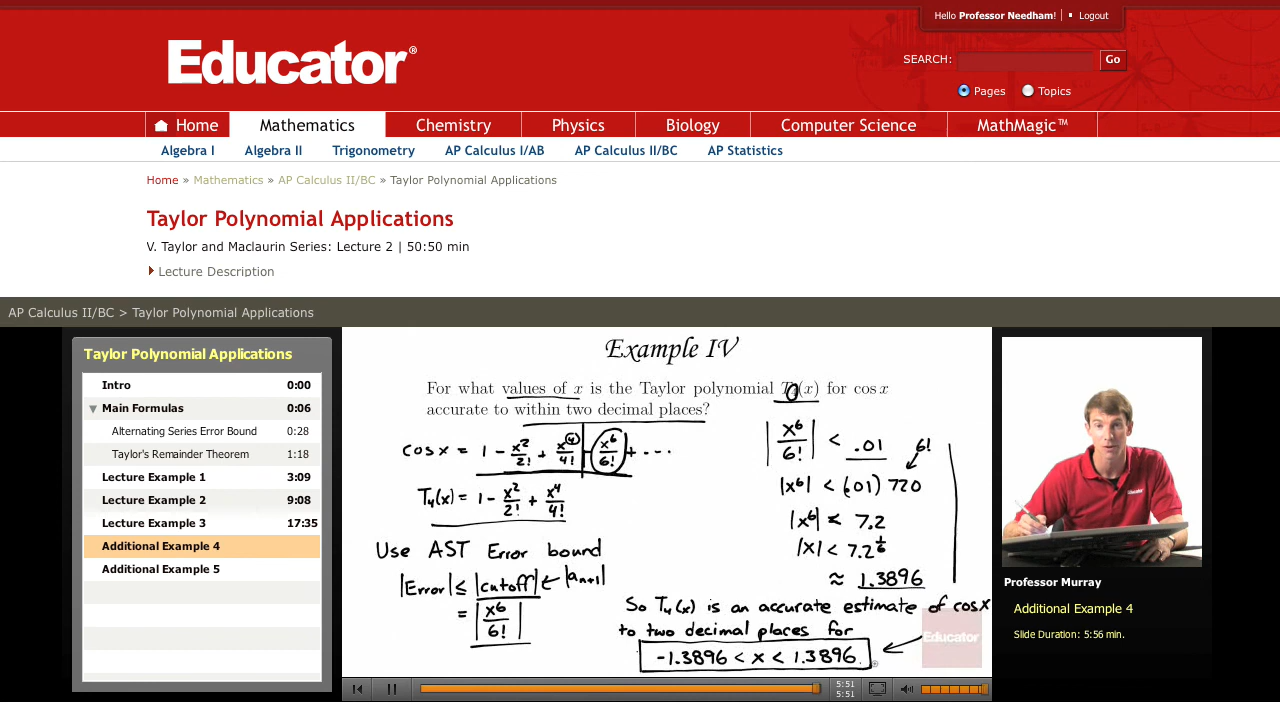 Hello Professor Needham! Logout
Educator®
SEARCH: Go
Pages Topics
Home Mathematics Chemistry Physics Biology Computer Science MathMagic™
Algebra I Algebra II Trigonometry AP Calculus I/AB AP Calculus II/BC AP Statistics
Home » Mathematics » AP Calculus II/BC » Taylor Polynomial Applications
Taylor Polynomial Applications
V. Taylor and Maclaurin Series: Lecture 2 | 50:50 min
Lecture Description
AP Calculus II/BC > Taylor Polynomial Applications
Taylor Polynomial Applications
Intro 0:00
Main Formulas 0:06
Alternating Series Error Bound 0:28
Taylor's Remainder Theorem 1:18
Lecture Example 1 3:09
Lecture Example 2 9:08
Lecture Example 3 17:35
Additional Example 4
Additional Example 5
Example IV
For what values of x is the Taylor polynomial (x) for cos x
accurate to within two decimal places?
cos x = 1 - x²/2! + x⁴/4! - x⁶/6! + ...
T₄(x) = 1 - x²/2! + x⁴/4!
Use AST Error bound
|Error| ≤ |cutoff| ← |aₙ₊₁|
= |x⁶/6!|
|x⁶/6!| < .01
6!
|x⁶| < (.01) 720
|x⁶| < 7.2
|x| < 7.2^(1/6)
≈ 1.3896
So T₄(x) is an accurate estimate of cos x
to two decimal places for
-1.3896 < x < 1.3896.
Educator
5:51
5:51
Educator
Professor Murray
Additional Example 4
Slide Duration: 5:56 min.